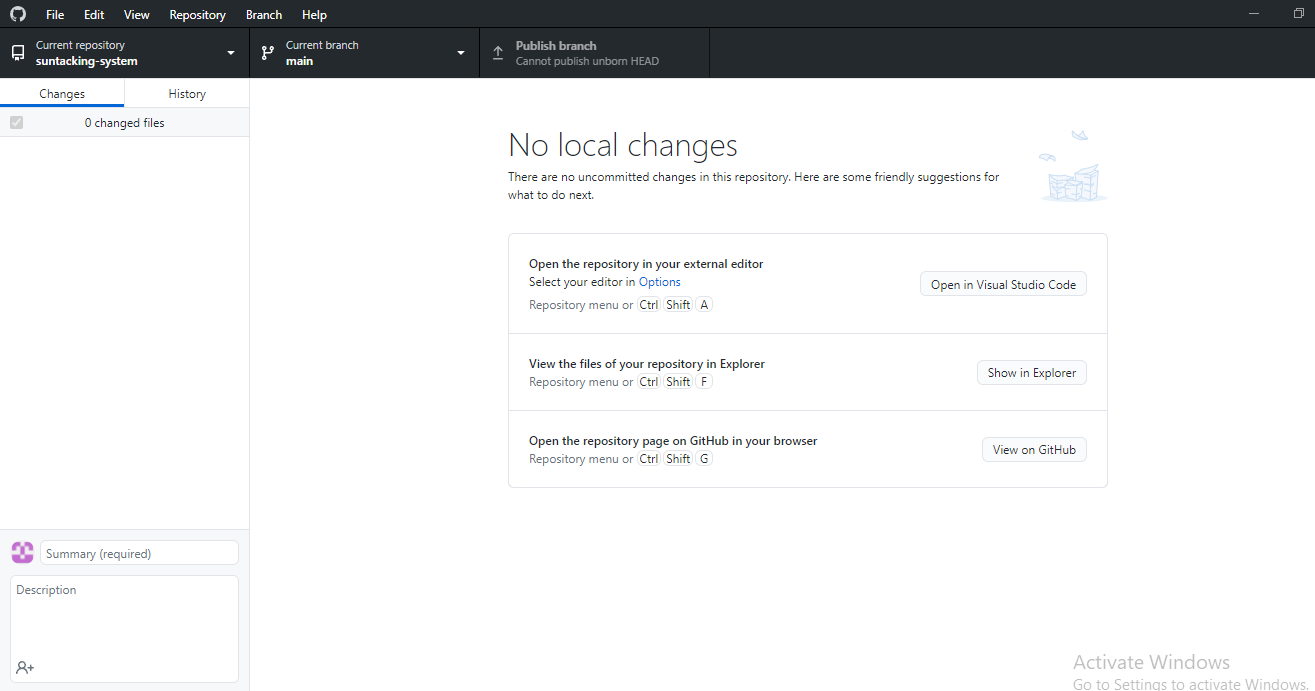 File Edit View Repository Branch Help
Current repository
suntacking-system
Current branch
main
Publish branch
Cannot publish unborn HEAD
Changes
History
0 changed files
No local changes
There are no uncommitted changes in this repository. Here are some friendly suggestions for
what to do next.
Open the repository in your external editor
Select your editor in Options
Repository menu or Ctrl Shift A
Open in Visual Studio Code
View the files of your repository in Explorer
Repository menu or Ctrl Shift F
Show in Explorer
Open the repository page on GitHub in your browser
Repository menu or Ctrl Shift G
View on GitHub
Summary (required)
Description
Activate Windows
Go to Settings to activate Windows.